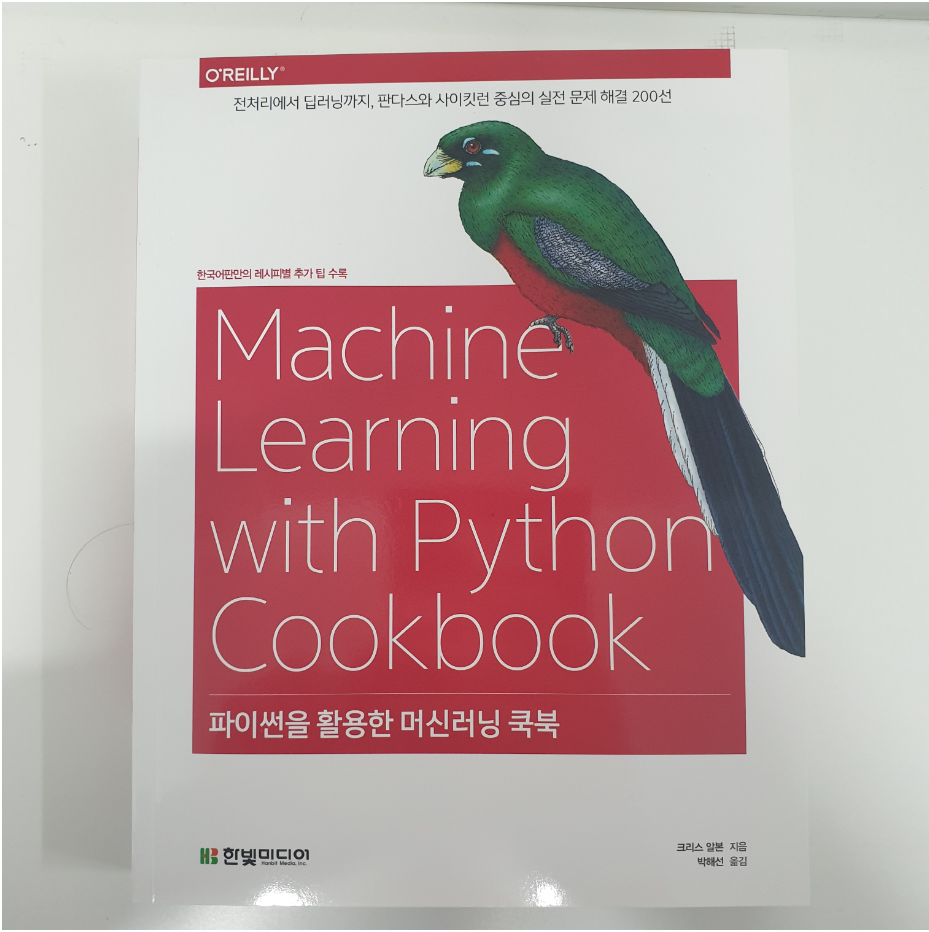 O'REILLY®
전처리에서 딥러닝까지, 판다스와 사이킷런 중심의 실전 문제 해결 200선
한국어판만의 레시피별 추가 팁 수록
Machine
Learning
with Python
Cookbook
파이썬을 활용한 머신러닝 쿡북
한빛미디어
Hanbit Media, Inc.
크리스 알본 지음
박해선 옮김